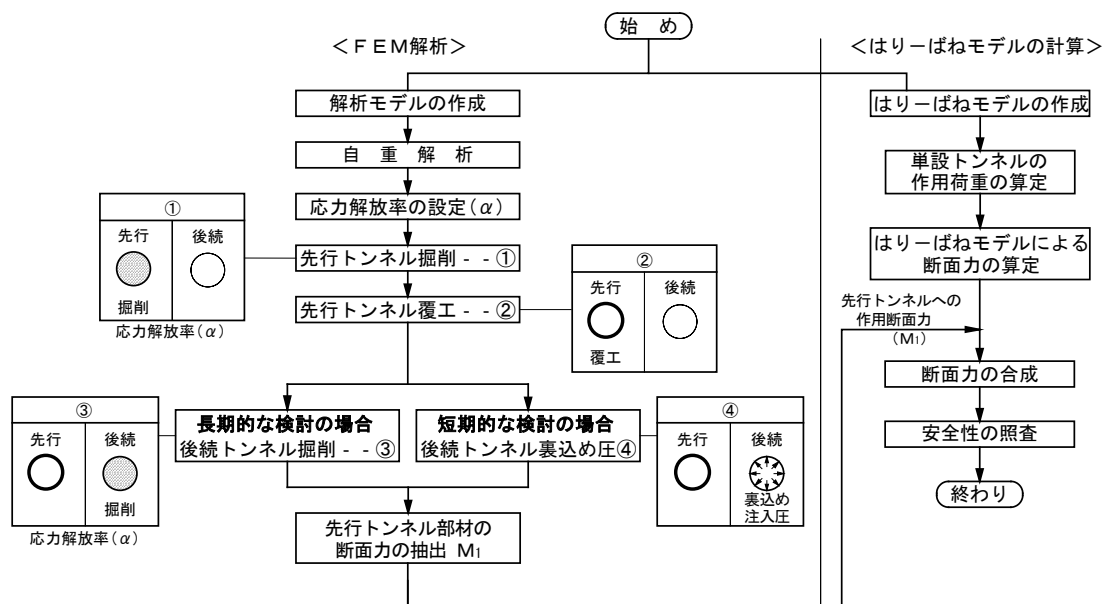 始 め
＜ＦＥＭ解析＞
解析モデルの作成
自 重 解 析
応力解放率の設定(α)
先行トンネル掘削 - - ①
先行トンネル覆工 - - ②
①
先行
後続
掘削
応力解放率(α)
②
先行
後続
覆工
長期的な検討の場合
後続トンネル掘削 - - ③
短期的な検討の場合
後続トンネル裏込め圧④
③
先行
後続
掘削
応力解放率(α)
④
先行
後続
裏込め
注入圧
先行トンネル部材の
断面力の抽出 M₁
＜はりーばねモデルの計算＞
はりーばねモデルの作成
単設トンネルの
作用荷重の算定
はりーばねモデルによる
断面力の算定
先行トンネルへの
作用断面力
(M₁)
断面力の合成
安全性の照査
終わり